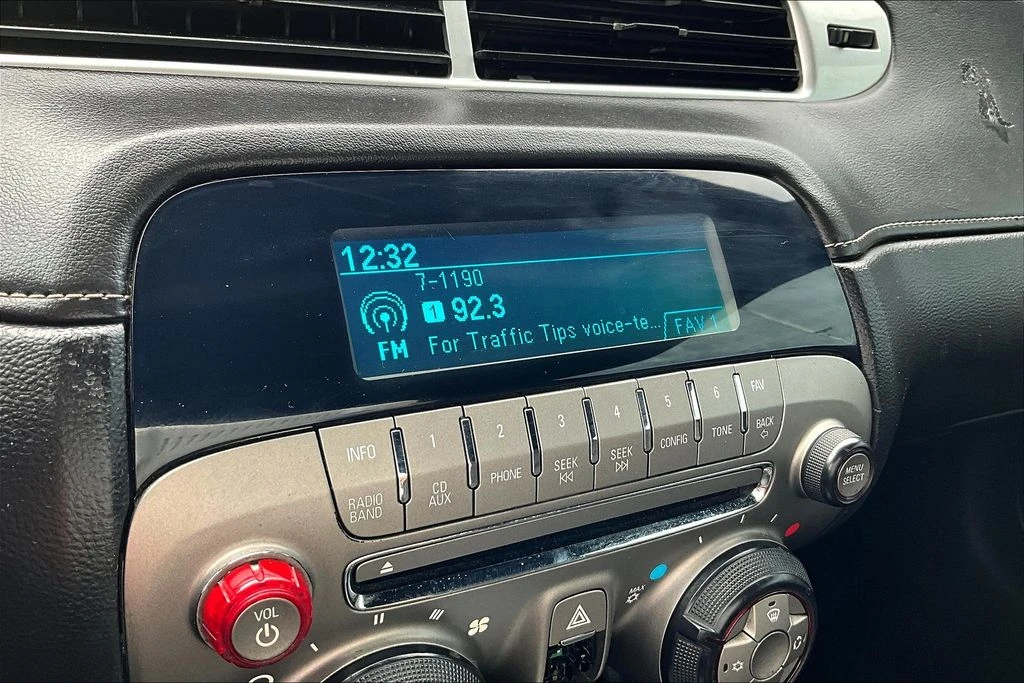 12:32
7-1190
1 92.3
FM
For Traffic Tips voice-te...
FAV 1
INFO
RADIO
BAND
1
CD
AUX
2
PHONE
3
SEEK
4
SEEK
5
CONFIG
6
TONE
FAV
BACK
MENU
SELECT
VOL
MAX